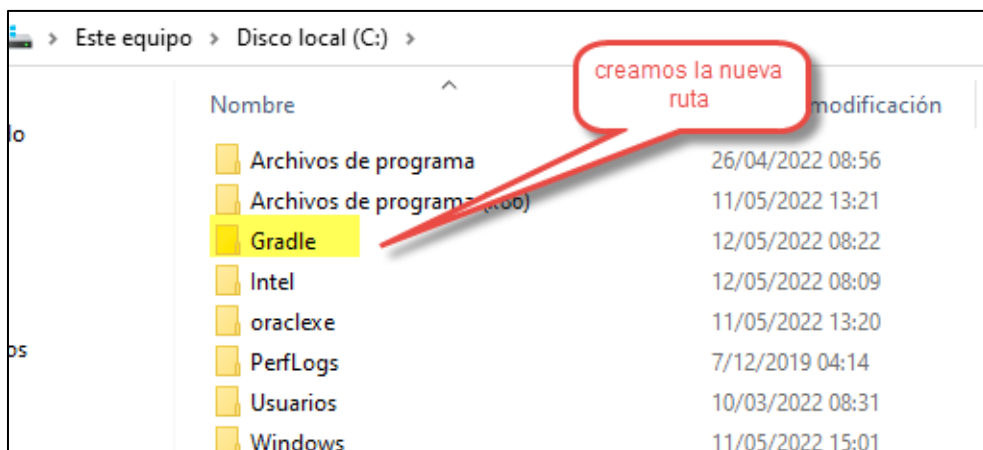 Este equipo > Disco local (C:) >
creamos la nueva
ruta
Nombre modificación
lo
Archivos de programa 26/04/2022 08:56
Archivos de programa 11/05/2022 13:21
Gradle 12/05/2022 08:22
Intel 12/05/2022 08:09
oraclexe 11/05/2022 13:20
os
PerfLogs 7/12/2019 04:14
Usuarios 10/03/2022 08:31
Windows 11/05/2022 15:01